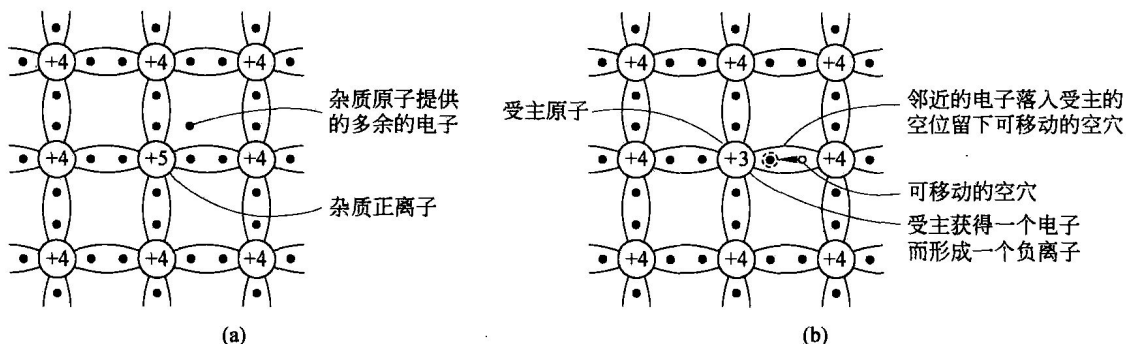 +4 +4 +4
杂质原子提供
的多余的电子
+4 +5 +4
杂质正离子
+4 +4 +4
(a)
+4 +4 +4
受主原子
邻近的电子落入受主的
空位留下可移动的空穴
+4 +3 +4
可移动的空穴
受主获得一个电子
而形成一个负离子
+4 +4 +4
(b)